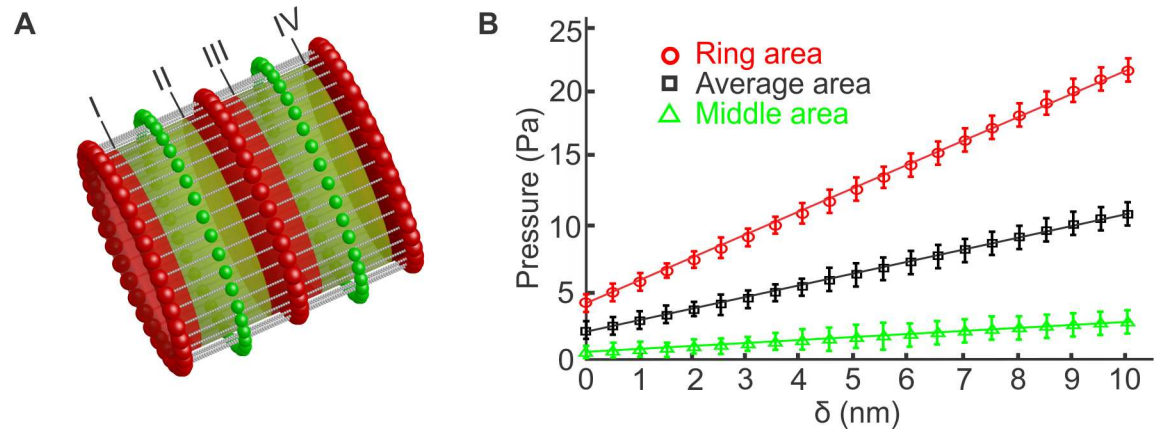 A
I
II
III
IV
B
Ring area
Average area
Middle area
Pressure (Pa)
25
20
15
10
5
0
0 1 2 3 4 5 6 7 8 9 10
δ (nm)